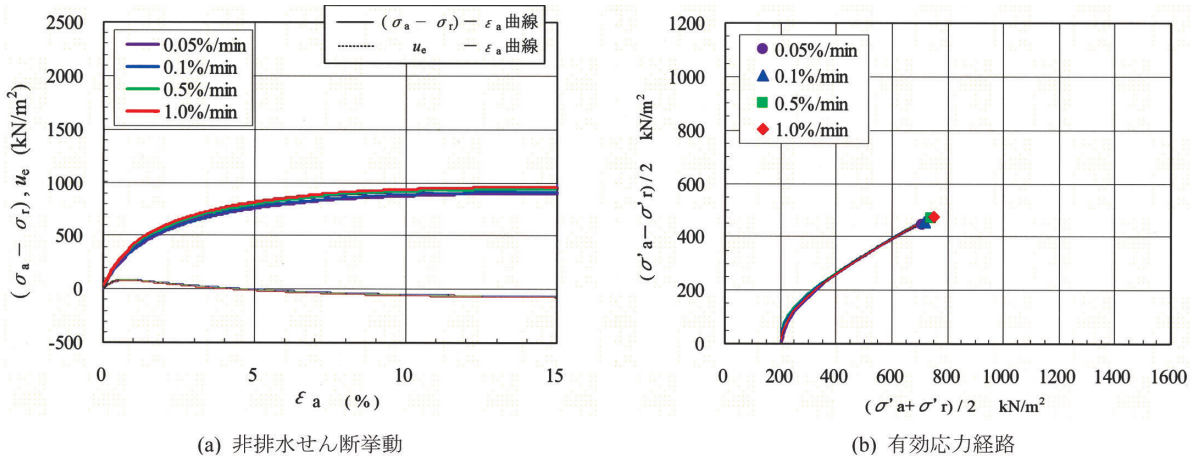 (σa － σr)－εa曲線
ue －εa曲線
0.05%/min
0.1%/min
0.5%/min
1.0%/min
2500
2000
1500
1000
500
0
-500
0
5
10
15
(σa － σr), ue (kN/m²)
εa (%)
(a) 非排水せん断挙動
0.05%/min
0.1%/min
0.5%/min
1.0%/min
1200
1000
800
600
400
200
0
0
200
400
600
800
1000
1200
1400
1600
(σ'a－σ'r)/2 kN/m²
(σ'a+σ'r)/2 kN/m²
(b) 有効応力経路